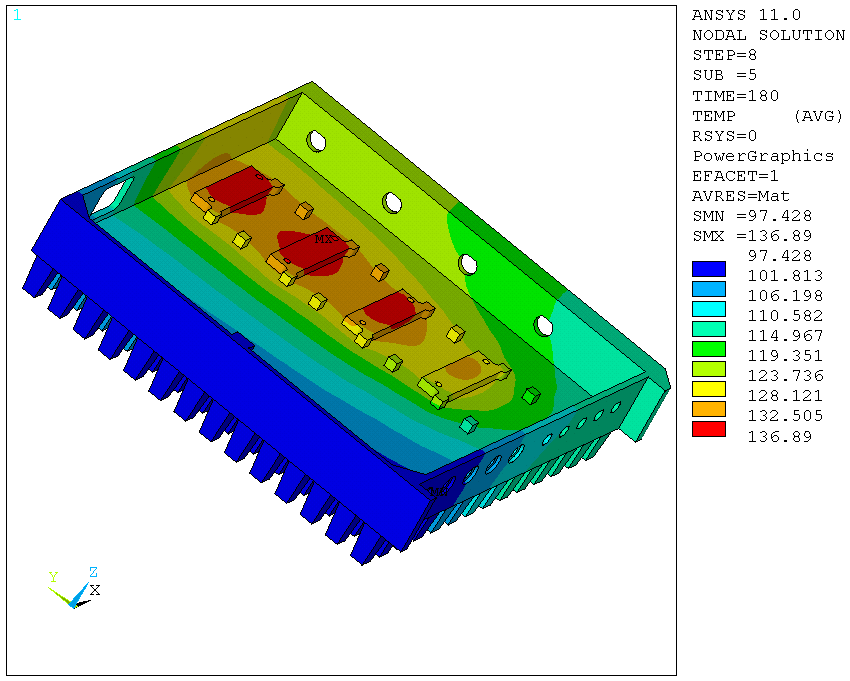 1
ANSYS 11.0
NODAL SOLUTION
STEP=8
SUB =5
TIME=180
TEMP (AVG)
RSYS=0
PowerGraphics
EFACET=1
AVRES=Mat
SMN =97.428
SMX =136.89
97.428
101.813
106.198
110.582
114.967
119.351
123.736
128.121
132.505
136.89
MX
Y
Z
X